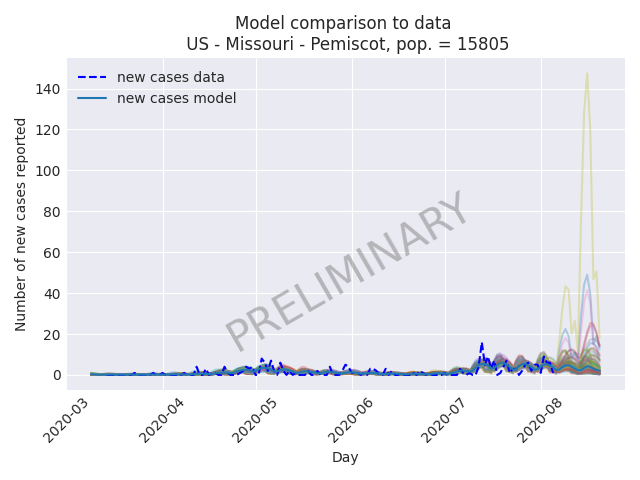 Model comparison to data
US - Missouri - Pemiscot, pop. = 15805
new cases data
new cases model
Number of new cases reported
140
120
100
80
60
40
20
0
PRELIMINARY
2020-03
2020-04
2020-05
2020-06
2020-07
2020-08
Day